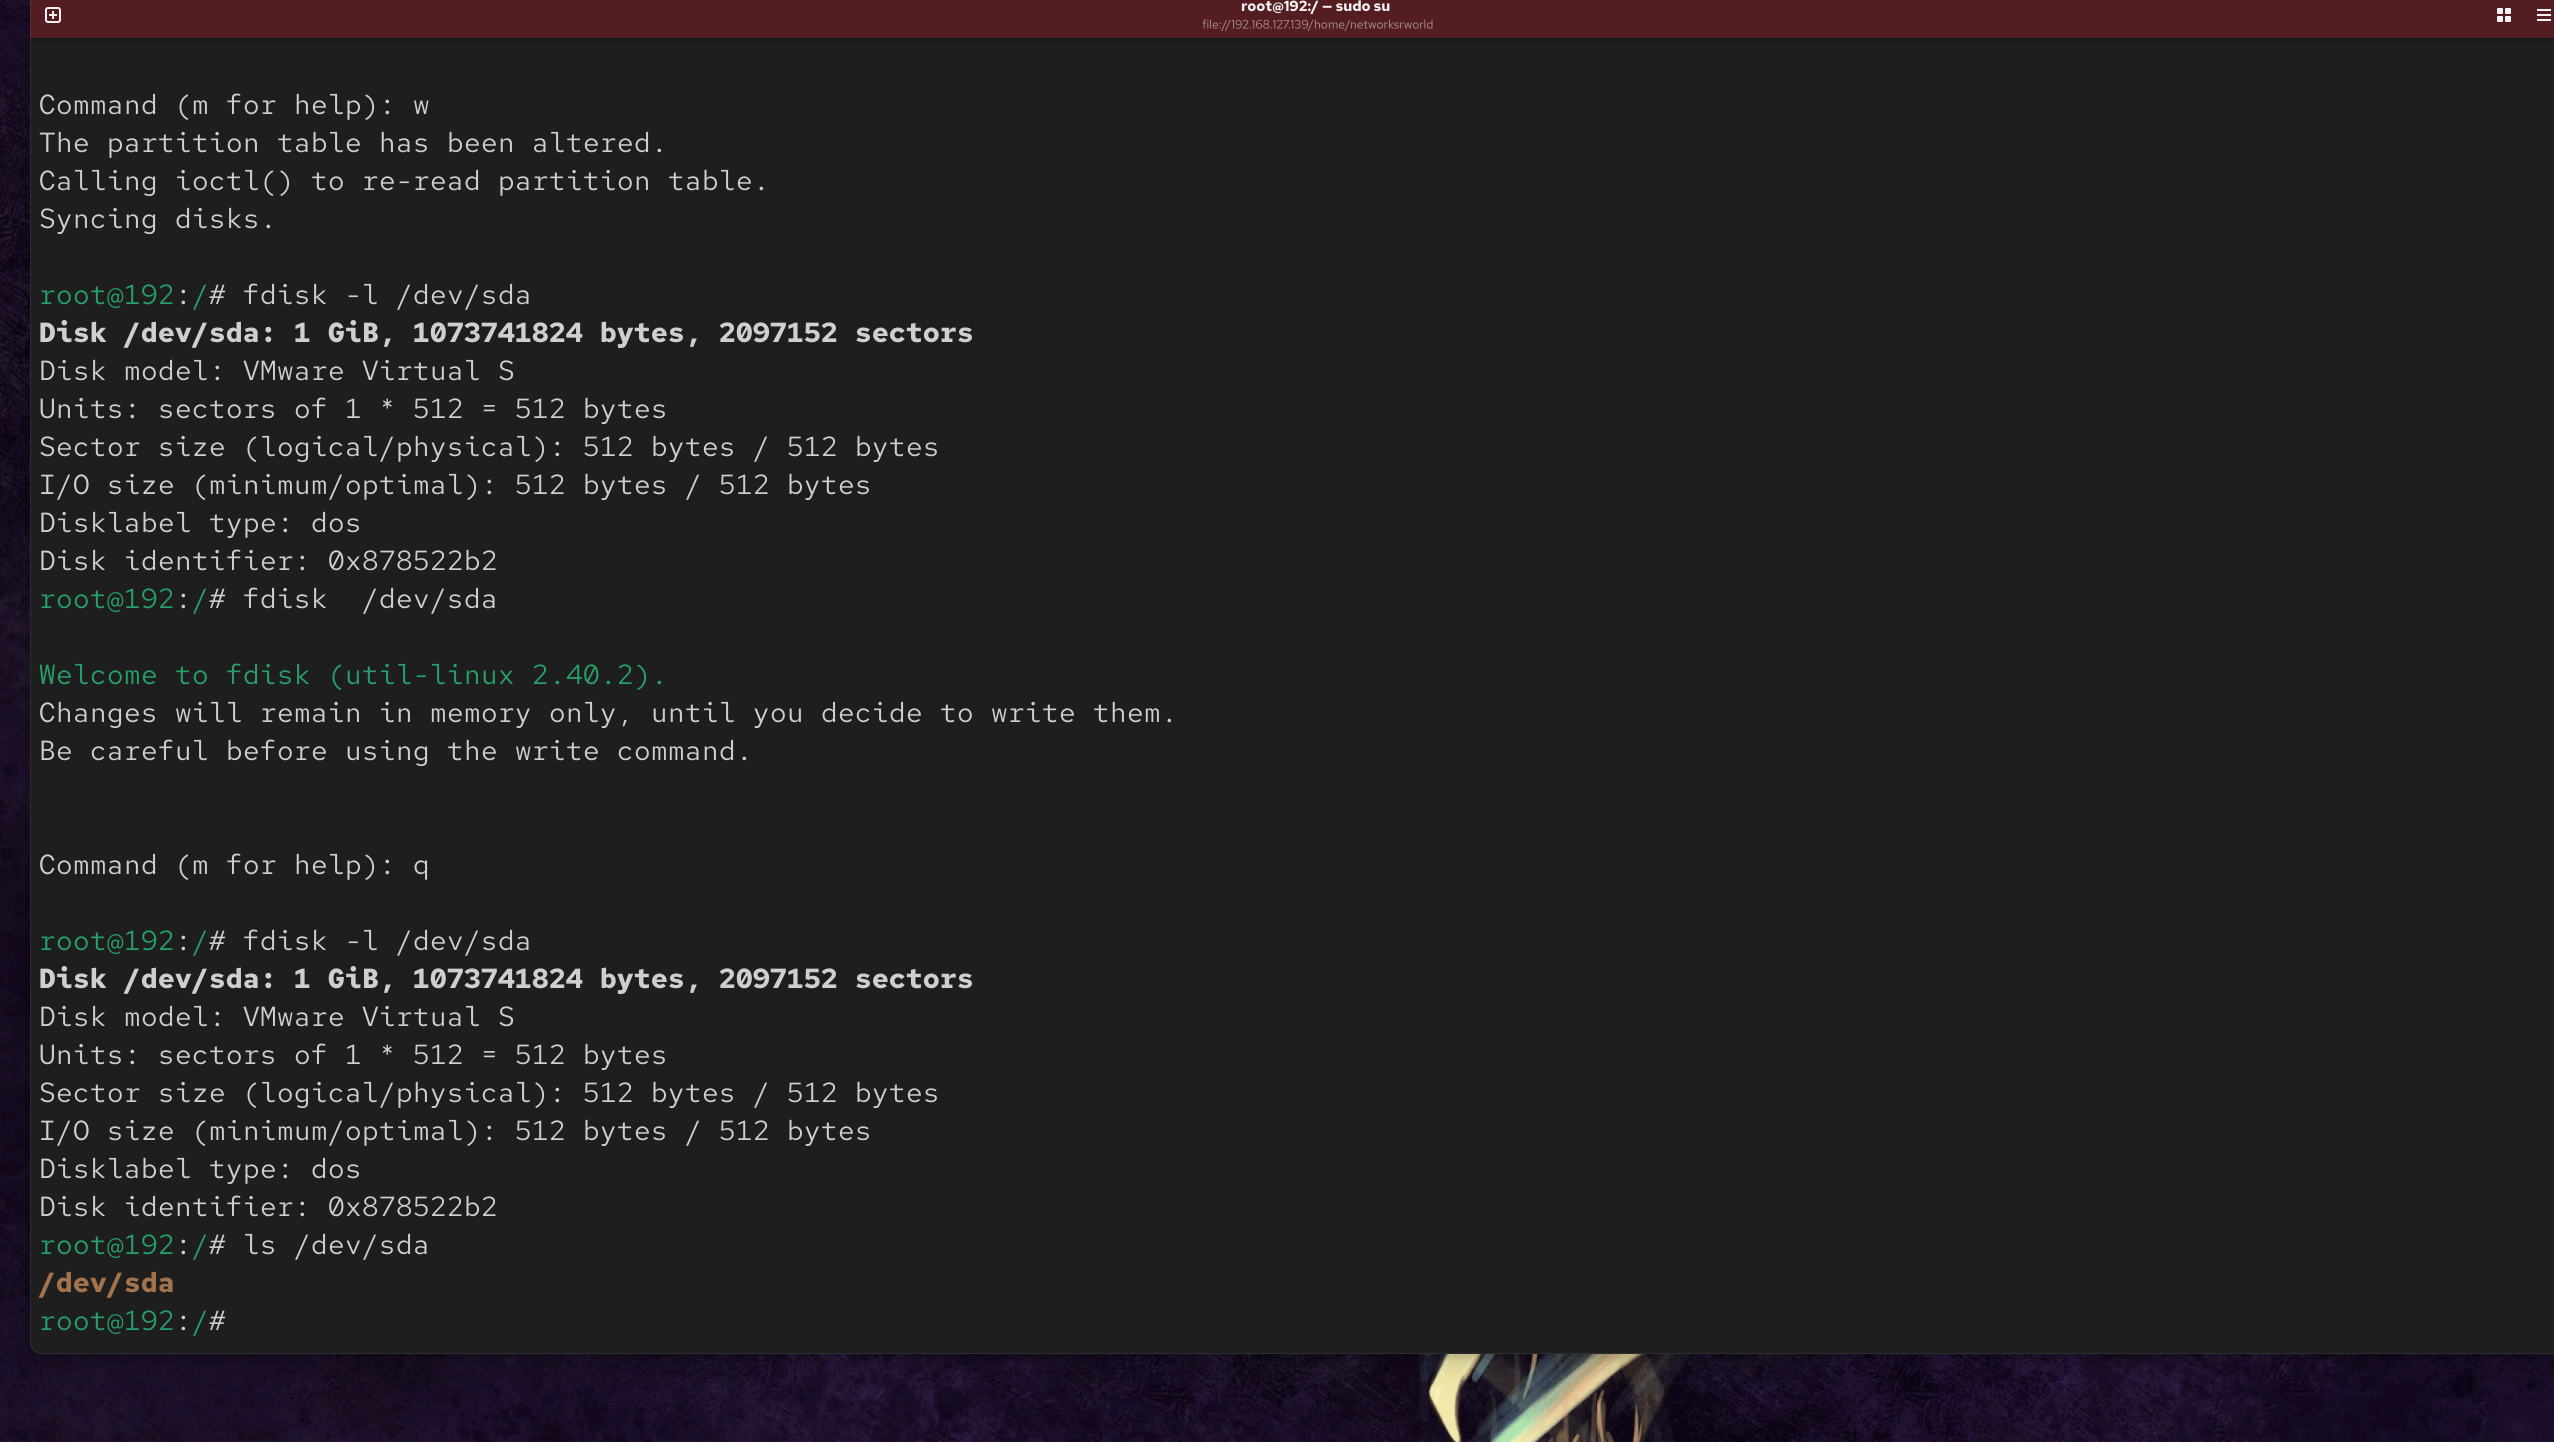 root@192:/ — sudo su
file://192.168.127.139/home/networksrworld
Command (m for help): w
The partition table has been altered.
Calling ioctl() to re-read partition table.
Syncing disks.
root@192:/# fdisk -l /dev/sda
Disk /dev/sda: 1 GiB, 1073741824 bytes, 2097152 sectors
Disk model: VMware Virtual S
Units: sectors of 1 * 512 = 512 bytes
Sector size (logical/physical): 512 bytes / 512 bytes
I/O size (minimum/optimal): 512 bytes / 512 bytes
Disklabel type: dos
Disk identifier: 0x878522b2
root@192:/# fdisk  /dev/sda
Welcome to fdisk (util-linux 2.40.2).
Changes will remain in memory only, until you decide to write them.
Be careful before using the write command.
Command (m for help): q
root@192:/# fdisk -l /dev/sda
Disk /dev/sda: 1 GiB, 1073741824 bytes, 2097152 sectors
Disk model: VMware Virtual S
Units: sectors of 1 * 512 = 512 bytes
Sector size (logical/physical): 512 bytes / 512 bytes
I/O size (minimum/optimal): 512 bytes / 512 bytes
Disklabel type: dos
Disk identifier: 0x878522b2
root@192:/# ls /dev/sda
/dev/sda
root@192:/#